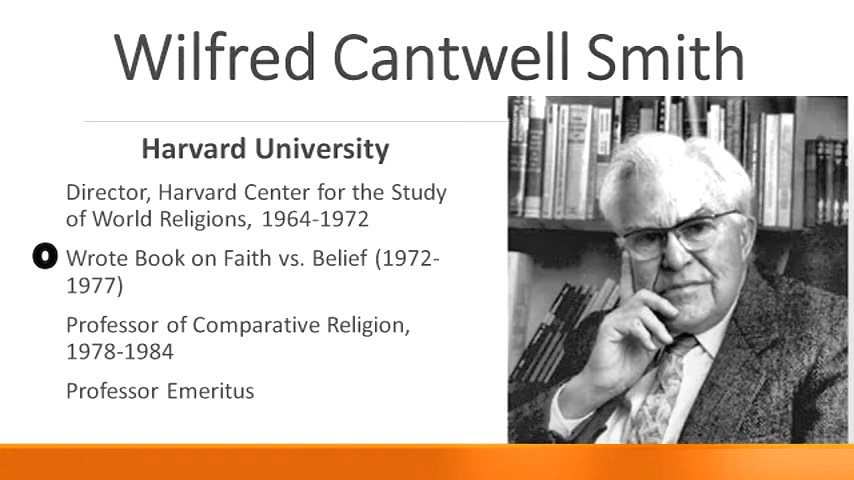 Wilfred Cantwell Smith
Harvard University
Director, Harvard Center for the Study
of World Religions, 1964-1972
Wrote Book on Faith vs. Belief (1972-
1977)
Professor of Comparative Religion,
1978-1984
Professor Emeritus